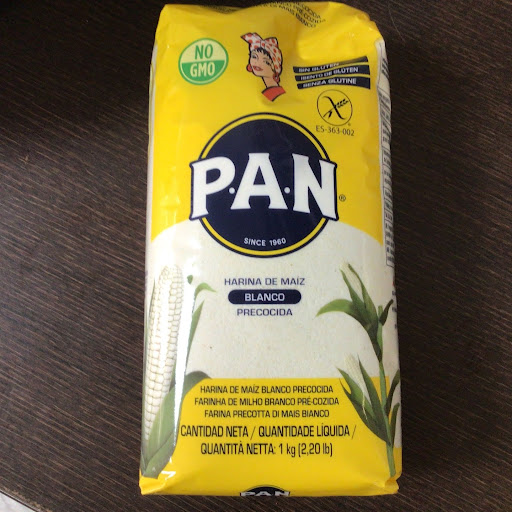 NO
GMO
SIN GLUTEN
ISENTO DE GLÚTEN
SENZA GLUTINE
ES-363-002
P.A.N
®
SINCE 1960
HARINA DE MAÍZ
BLANCO
PRECOCIDA
HARINA DE MAÍZ BLANCO PRECOCIDA
FARINHA DE MILHO BRANCO PRÉ-COZIDA
FARINA PRECOTTA DI MAIS BIANCO
CANTIDAD NETA / QUANTIDADE LÍQUIDA /
QUANTITÀ NETTA: 1 kg (2,20 lb)
PAN